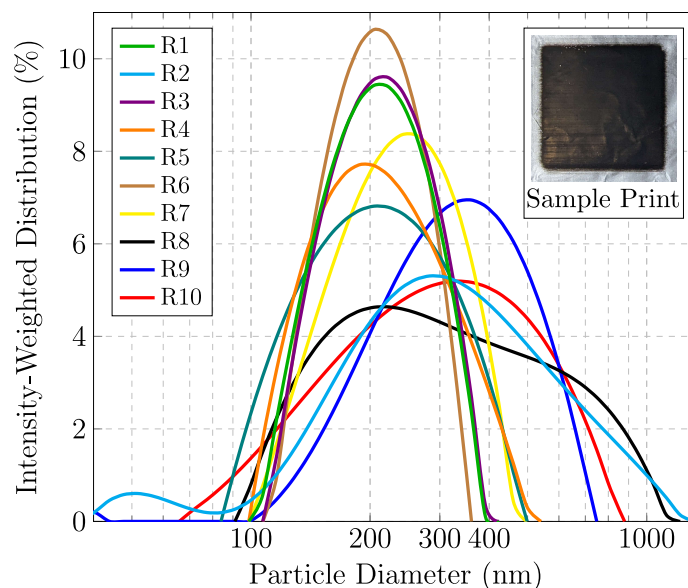 Intensity-Weighted Distribution (%)
10
8
6
4
2
0
R1
R2
R3
R4
R5
R6
R7
R8
R9
R10
Sample Print
100
200
300
400
1000
Particle Diameter (nm)